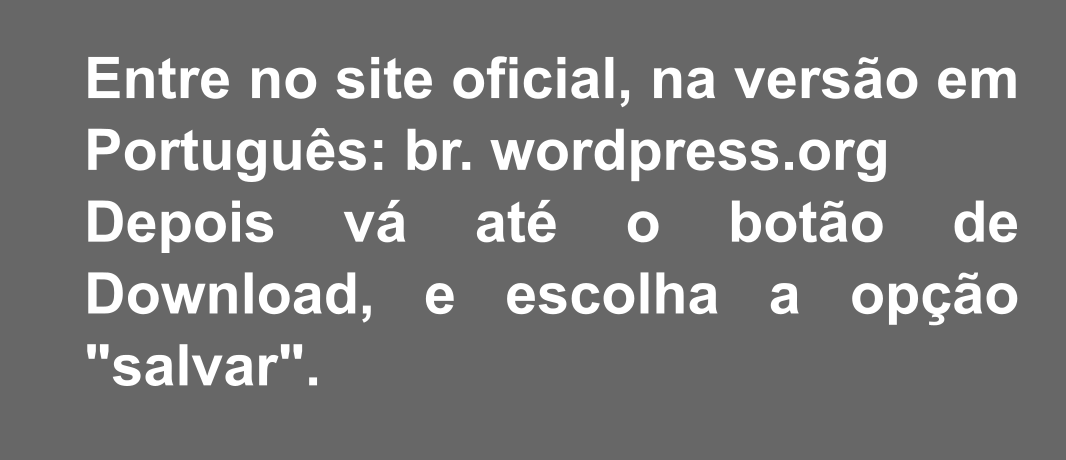 Entre no site oficial, na versão em
Português: br. wordpress.org
Depois vá até o botão de
Download, e escolha a opção
"salvar".